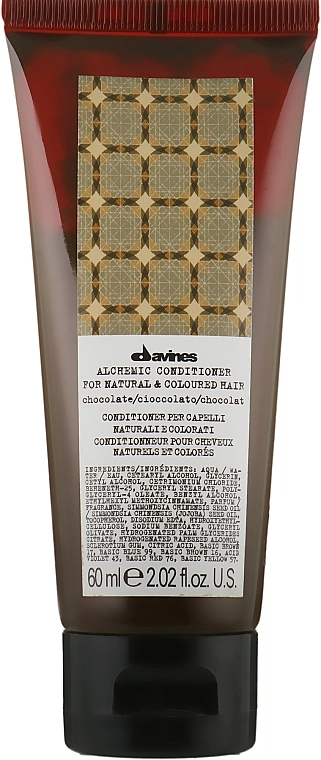 davines
ALCHEMIC CONDITIONER
FOR NATURAL & COLOURED HAIR
chocolate/cioccolato/chocolat
CONDITIONER PER CAPELLI
NATURALI E COLORATI
CONDITIONNEUR POUR CHEVEUX
NATURELS ET COLORÉS
INGREDIENTS/INGRÉDIENTS: AQUA / WA-
TER / EAU, CETEARYL ALCOHOL, GLYCERIN,
CETYL ALCOHOL, CETRIMONIUM CHLORIDE,
BEHENETH-25, GLYCERYL STEARATE, POLY-
GLYCERYL-4 OLEATE, BENZYL ALCOHOL,
ETHYLHEXYL METHOXYCINNAMATE, PARFUM /
FRAGRANCE, SIMMONDSIA CHINENSIS SEED OIL
/ SIMMONDSIA CHINENSIS (JOJOBA) SEED OIL,
TOCOPHEROL, DISODIUM EDTA, HYDROXYETHYL-
CELLULOSE, SODIUM BENZOATE, GLYCERYL
OLIVATE, HYDROGENATED PALM GLYCERIDES
CITRATE, HYDROGENATED RAPESEED ALCOHOL,
SCLEROTIUM GUM, CITRIC ACID, BASIC BROWN
17, BASIC BLUE 99, BASIC BROWN 16, ACID
VIOLET 43, BASIC RED 76, BASIC YELLOW 57.
60 ml e 2.02 fl. oz. U.S.